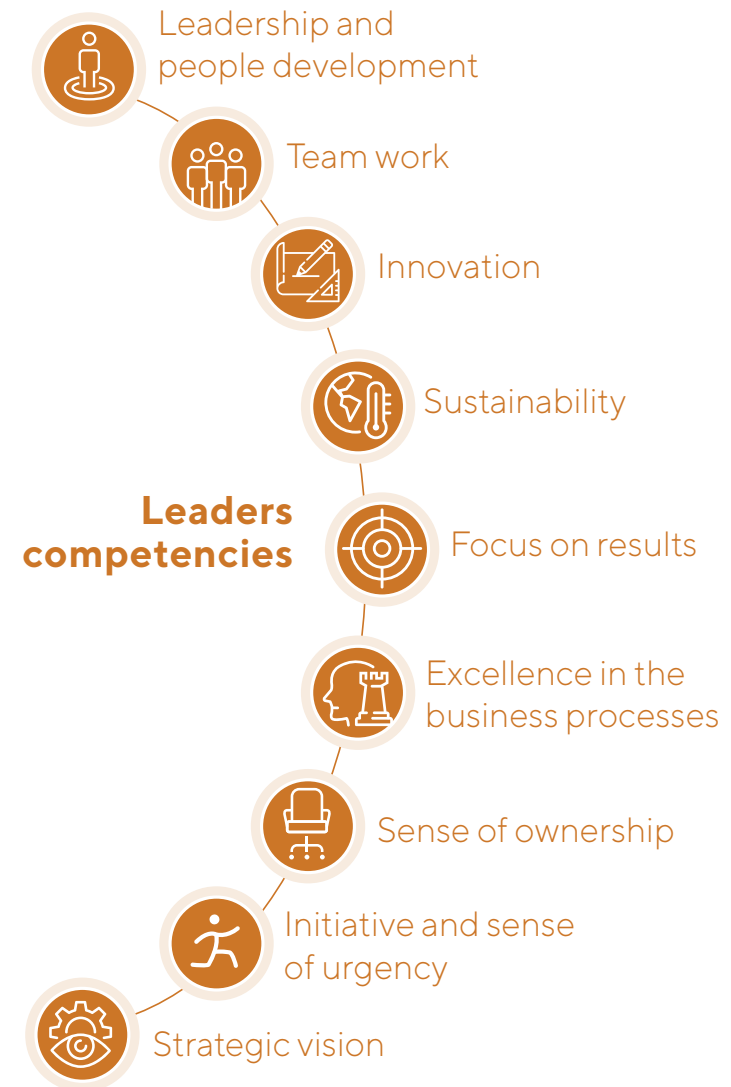 Leadership and
people development
Team work
Innovation
Sustainability
Leaders
competencies
Focus on results
Excellence in the
business processes
Sense of ownership
Initiative and sense
of urgency
Strategic vision